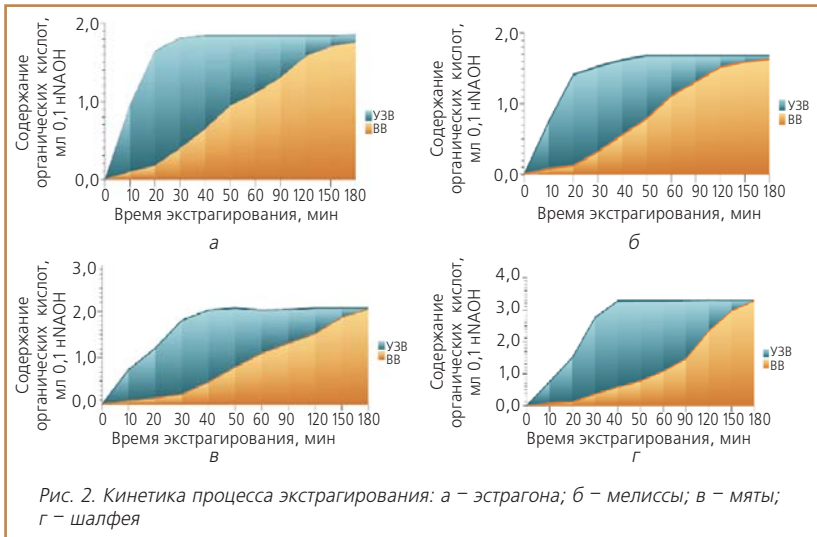 Содержание
органических кислот,
мл 0,1 нNaOH
2,0
1,0
0,0
0 10 20 30 40 50 60 90 120 150 180
Время экстрагирования, мин
УЗВ
ВВ
а
Содержание
органических кислот,
мл 0,1 нNaOH
2,0
1,0
0,0
0 10 20 30 40 50 60 90 120 150 180
Время экстрагирования, мин
УЗВ
ВВ
б
Содержание
органических кислот,
мл 0,1 нNaOH
3,0
2,0
1,0
0,0
0 10 20 30 40 50 60 90 120 150 180
Время экстрагирования, мин
УЗВ
ВВ
в
Содержание
органических кислот,
мл 0,1 нNaOH
4,0
3,0
2,0
1,0
0,0
0 10 20 30 40 50 60 90 120 150 180
Время экстрагирования, мин
УЗВ
ВВ
г
Рис. 2. Кинетика процесса экстрагирования: а – эстрагона; б – мелиссы; в – мяты;
г – шалфея